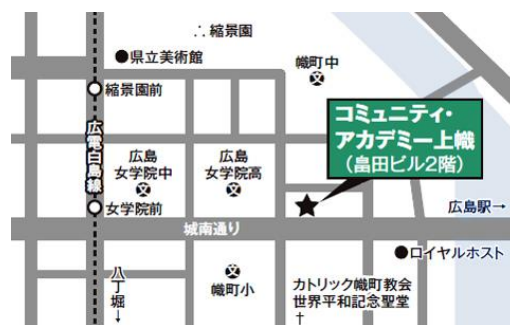 ∴ 縮景園
●県立美術館
幟町中
縮景園前
コミュニティ・
アカデミー上幟
（畠田ビル2階）
広電白島線
広島
女学院中
広島
女学院高
女学院前
広島駅→
城南通り
●ロイヤルホスト
八丁堀↓
幟町小
カトリック幟町教会
世界平和記念聖堂
†